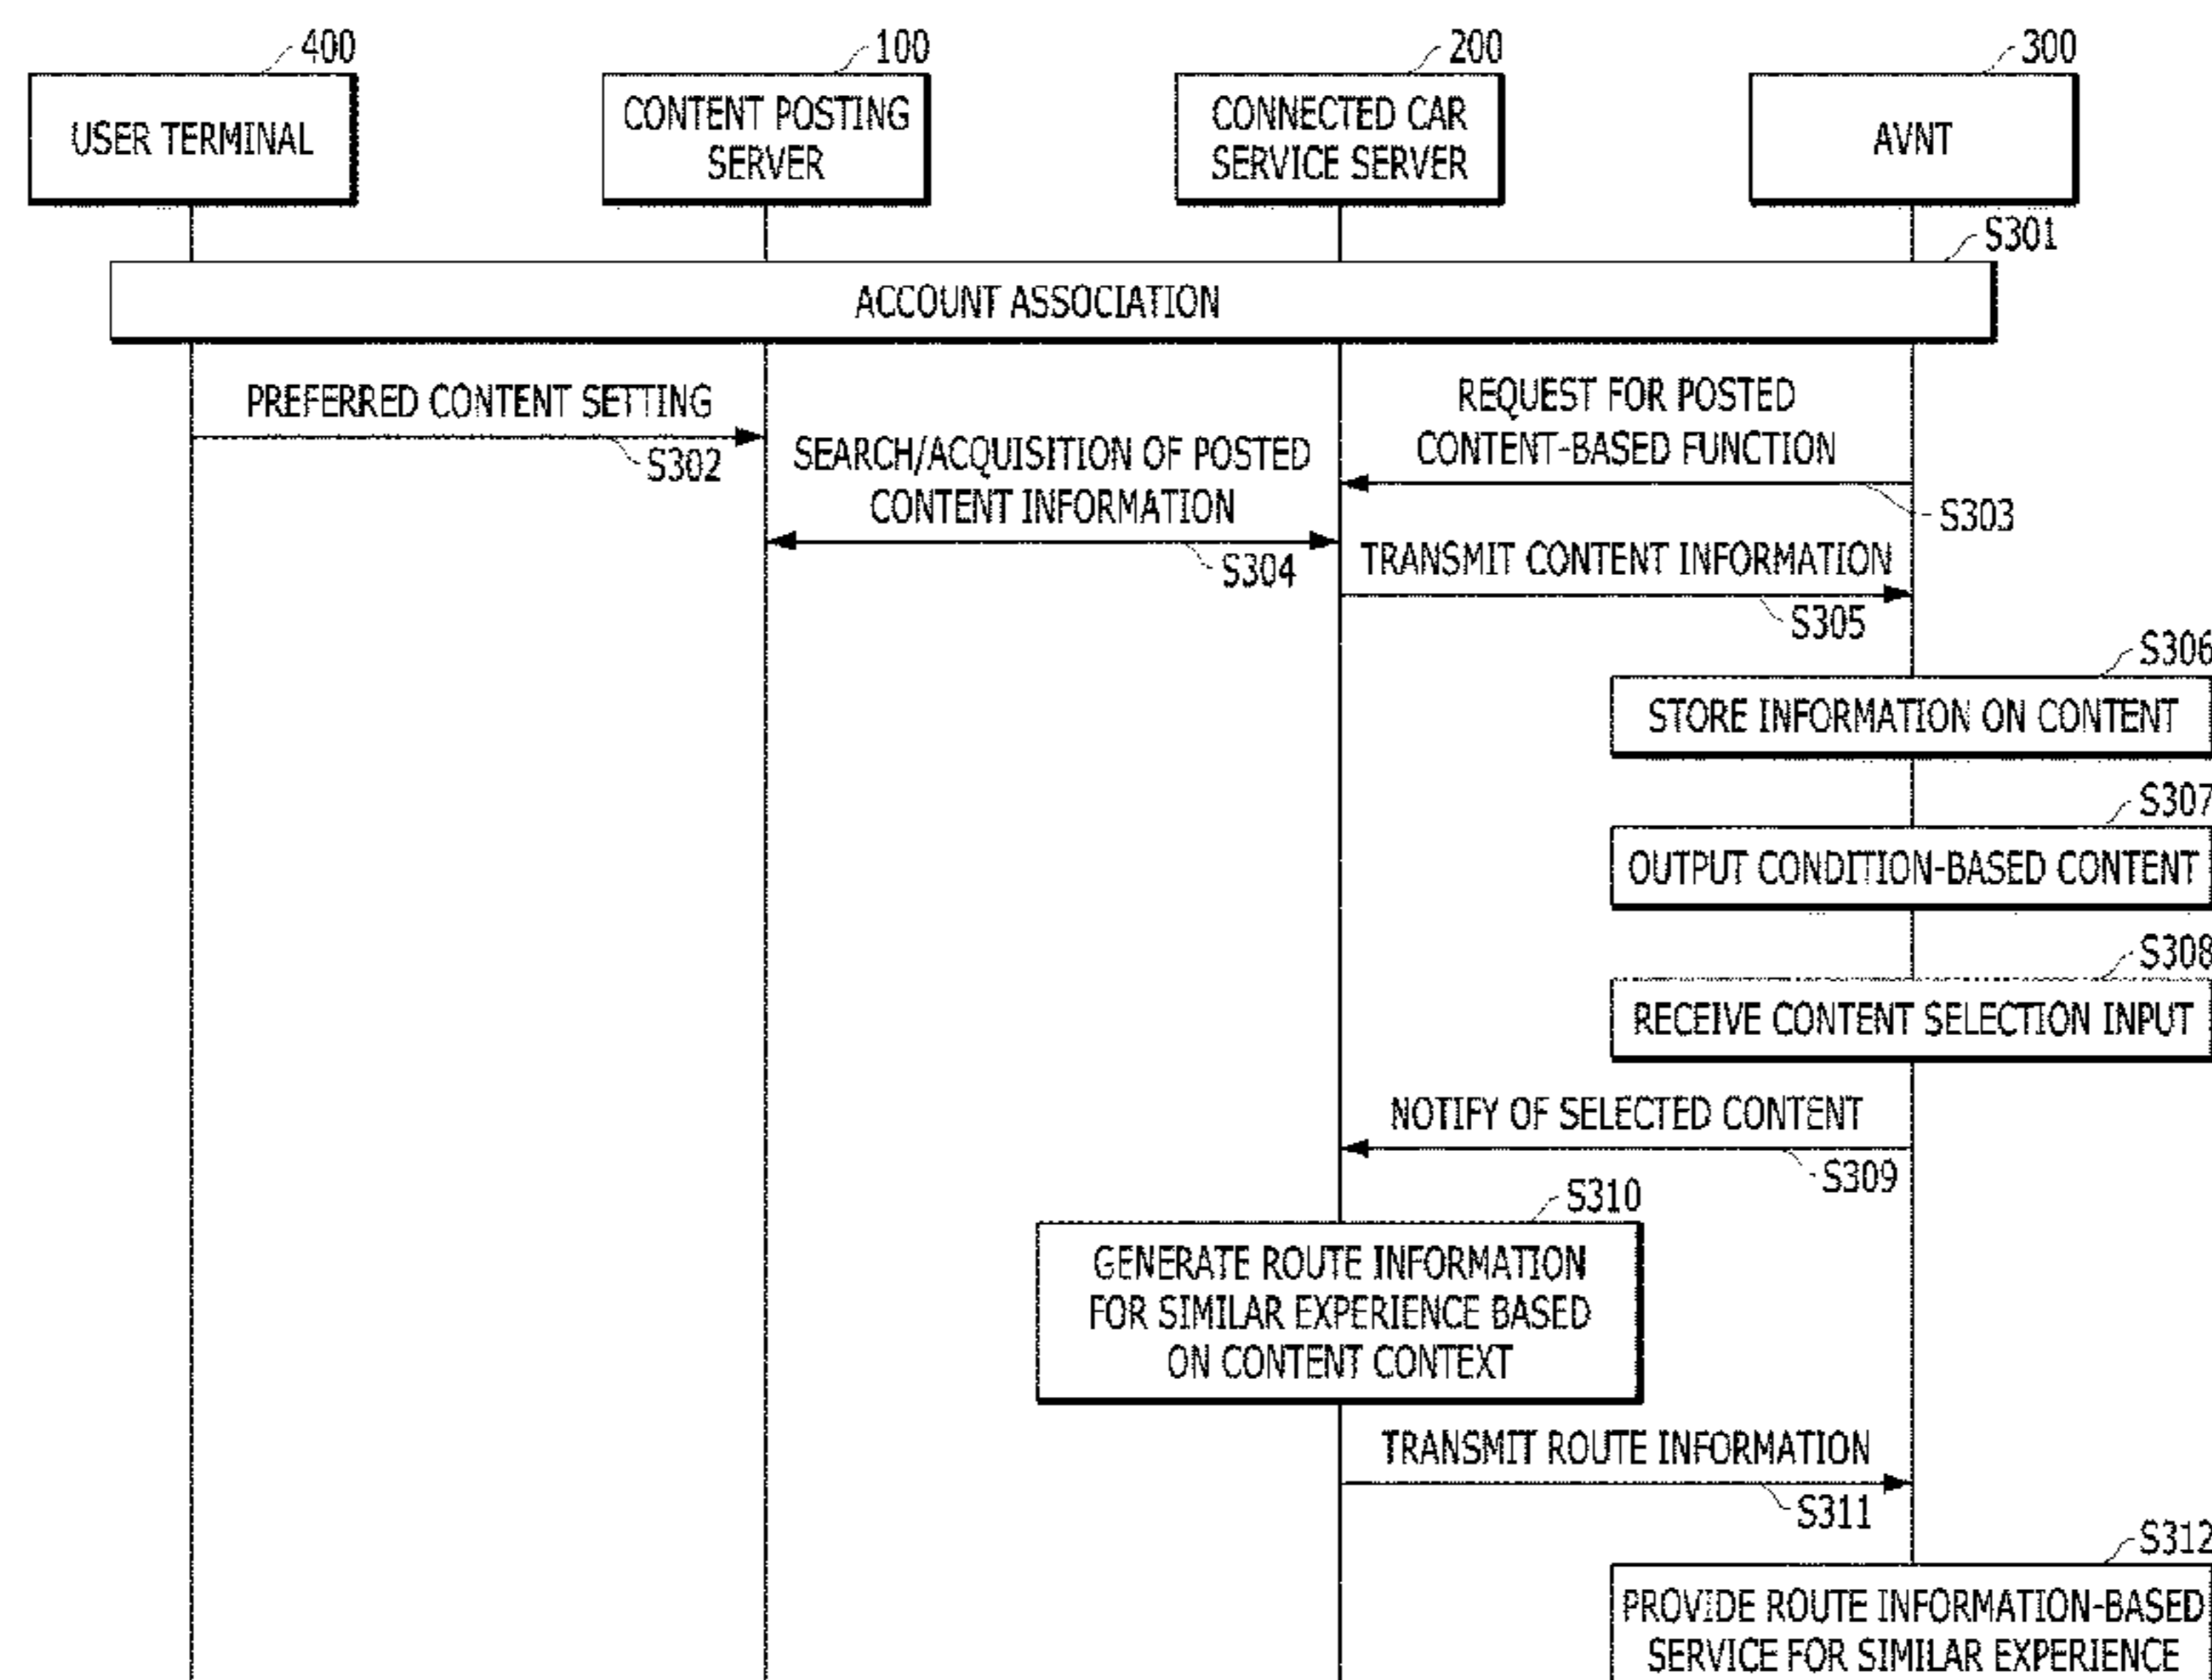 400
100
200
300
USER TERMINAL
CONTENT POSTING
SERVER
CONNECTED CAR
SERVICE SERVER
AVNT
S301
ACCOUNT ASSOCIATION
PREFERRED CONTENT SETTING
S302
REQUEST FOR POSTED
CONTENT-BASED FUNCTION
S303
SEARCH/ACQUISITION OF POSTED
CONTENT INFORMATION
S304
TRANSMIT CONTENT INFORMATION
S305
S306
STORE INFORMATION ON CONTENT
S307
OUTPUT CONDITION-BASED CONTENT
S308
RECEIVE CONTENT SELECTION INPUT
NOTIFY OF SELECTED CONTENT
S309
S310
GENERATE ROUTE INFORMATION
FOR SIMILAR EXPERIENCE BASED
ON CONTENT CONTEXT
TRANSMIT ROUTE INFORMATION
S311
S312
PROVIDE ROUTE INFORMATION-BASED
SERVICE FOR SIMILAR EXPERIENCE